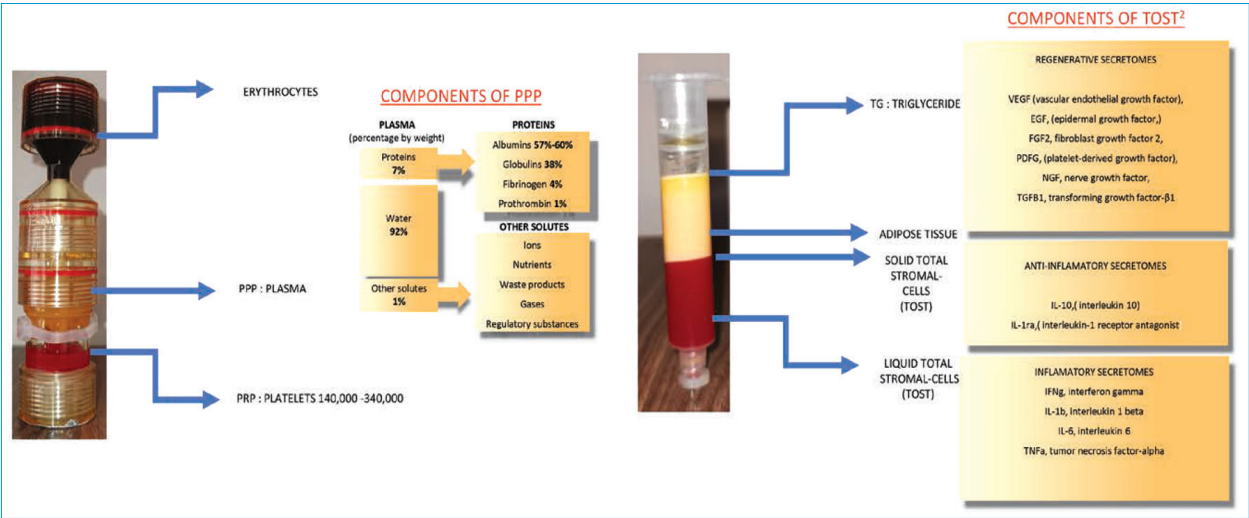 ERYTHROCYTES
PPP : PLASMA
PRP : PLATELETS 140,000 -340,000
COMPONENTS OF PPP
PLASMA
(percentage by weight)
Proteins
7%
Water
92%
Other solutes
1%
PROTEINS
Albumins 57%-60%
Globulins 38%
Fibrinogen 4%
Prothrombin 1%
OTHER SOLUTES
Ions
Nutrients
Waste products
Gases
Regulatory substances
TG : TRIGLYCERIDE
ADIPOSE TISSUE
SOLID TOTAL
STROMAL-
CELLS
(TOST)
LIQUID TOTAL
STROMAL-CELLS
(TOST)
COMPONENTS OF TOST²
REGENERATIVE SECRETOMES
VEGF (vascular endothelial growth factor),
EGF, (epidermal growth factor,)
FGF2, fibroblast growth factor 2,
PDFG, (platelet-derived growth factor),
NGF, nerve growth factor,
TGFB1, transforming growth factor-β1
ANTI-INFLAMATORY SECRETOMES
IL-10,( interleukin 10)
IL-1ra,( interleukin-1 receptor antagonist
INFLAMATORY SECRETOMES
IFNg, interferon gamma
IL-1b, interleukin 1 beta
IL-6, interleukin 6
TNFa, tumor necrosis factor-alpha